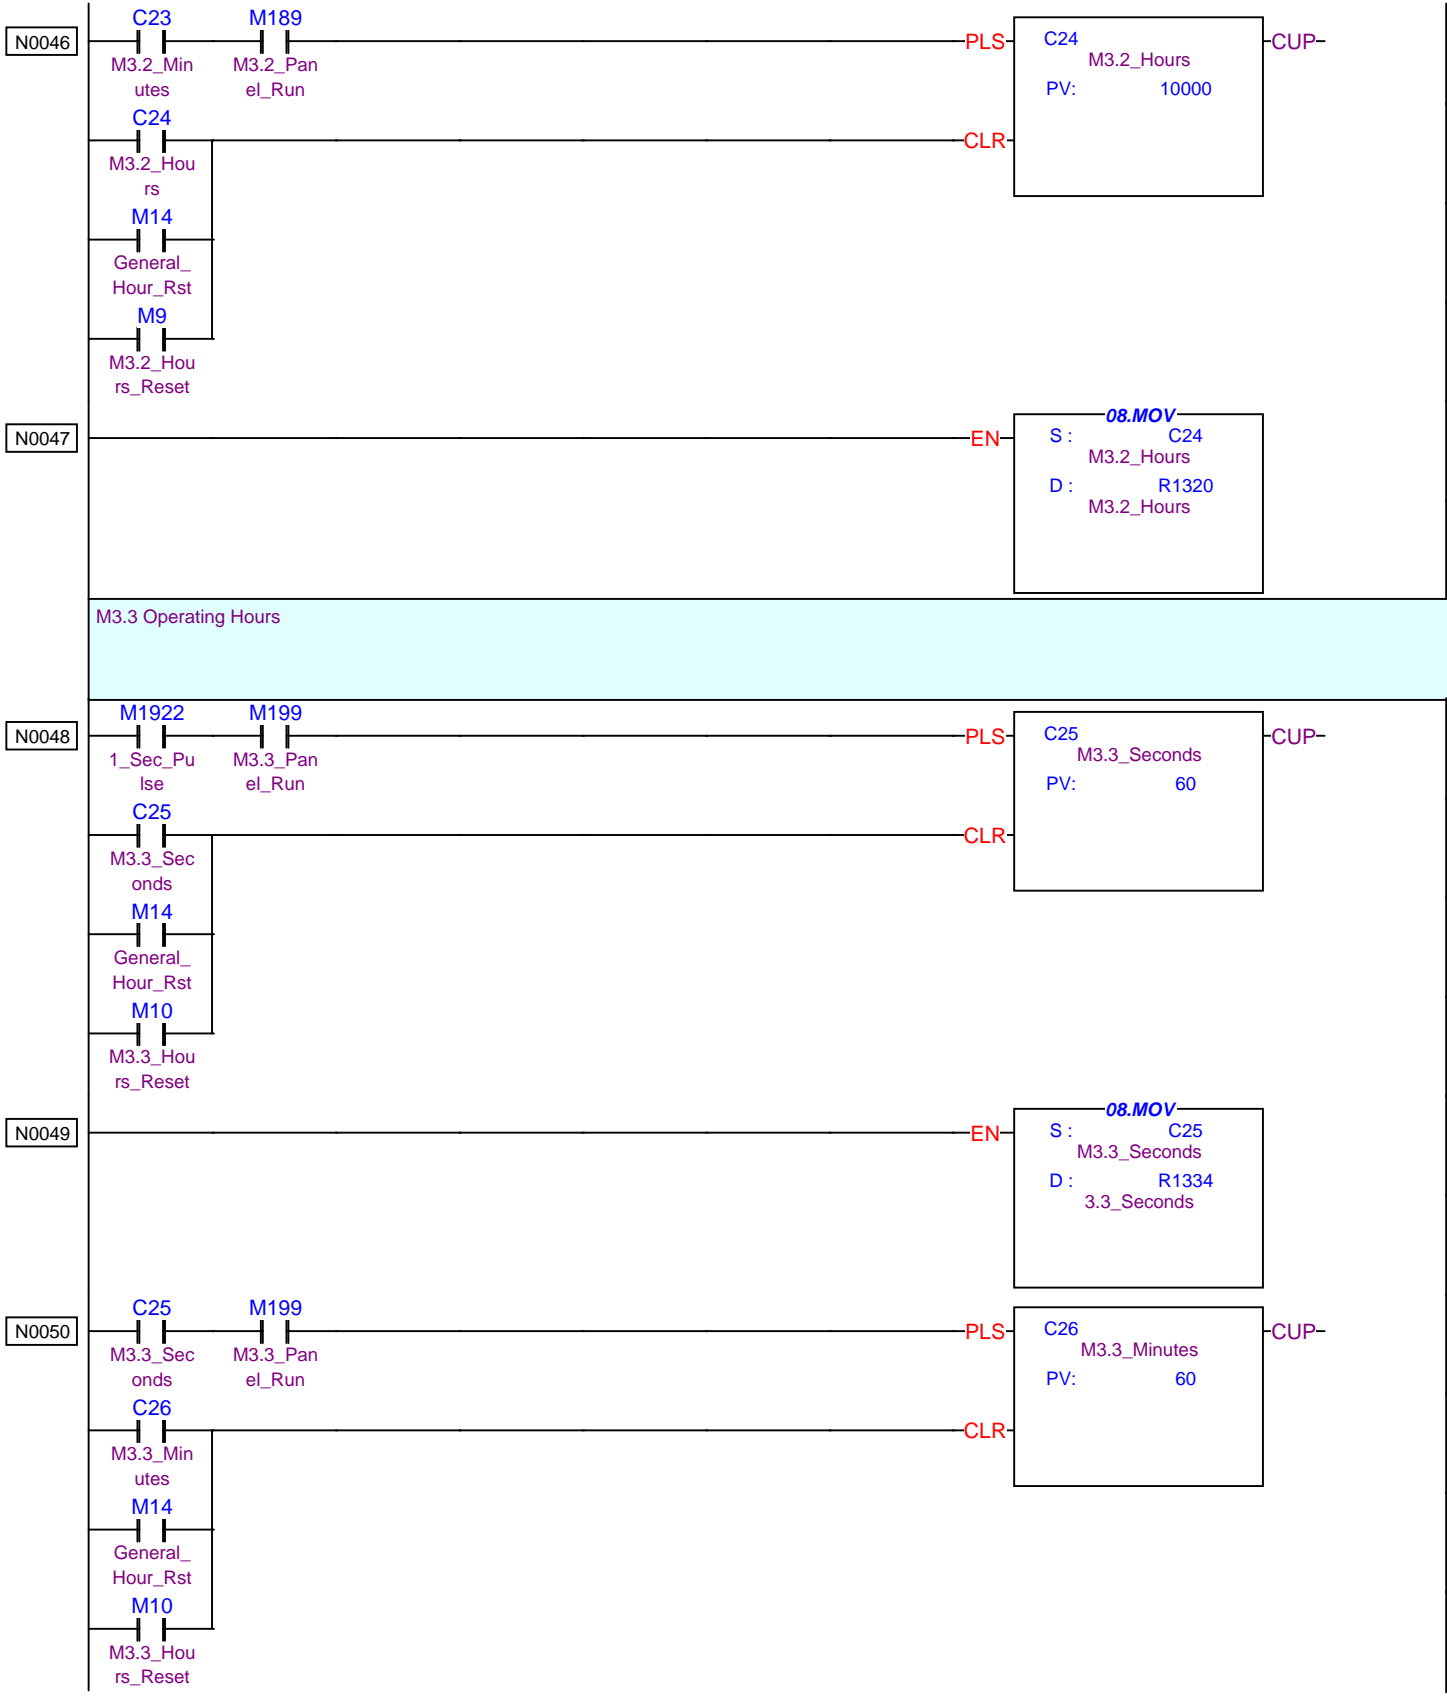 C23 M189
N0046 PLS C24 CUP
M3.2_Hours
M3.2_Min M3.2_Pan
utes el_Run PV: 10000
C24
CLR
M3.2_Hou
rs
M14
General_
Hour_Rst
M9
M3.2_Hou
rs_Reset
08.MOV
N0047 EN S : C24
M3.2_Hours
D : R1320
M3.2_Hours
M3.3 Operating Hours
M1922 M199
N0048 PLS C25 CUP
M3.3_Seconds
1_Sec_Pu M3.3_Pan
lse el_Run PV: 60
C25
CLR
M3.3_Sec
onds
M14
General_
Hour_Rst
M10
M3.3_Hou
rs_Reset
08.MOV
N0049 EN S : C25
M3.3_Seconds
D : R1334
3.3_Seconds
C25 M199
N0050 PLS C26 CUP
M3.3_Minutes
M3.3_Sec M3.3_Pan
onds el_Run PV: 60
C26
CLR
M3.3_Min
utes
M14
General_
Hour_Rst
M10
M3.3_Hou
rs_Reset